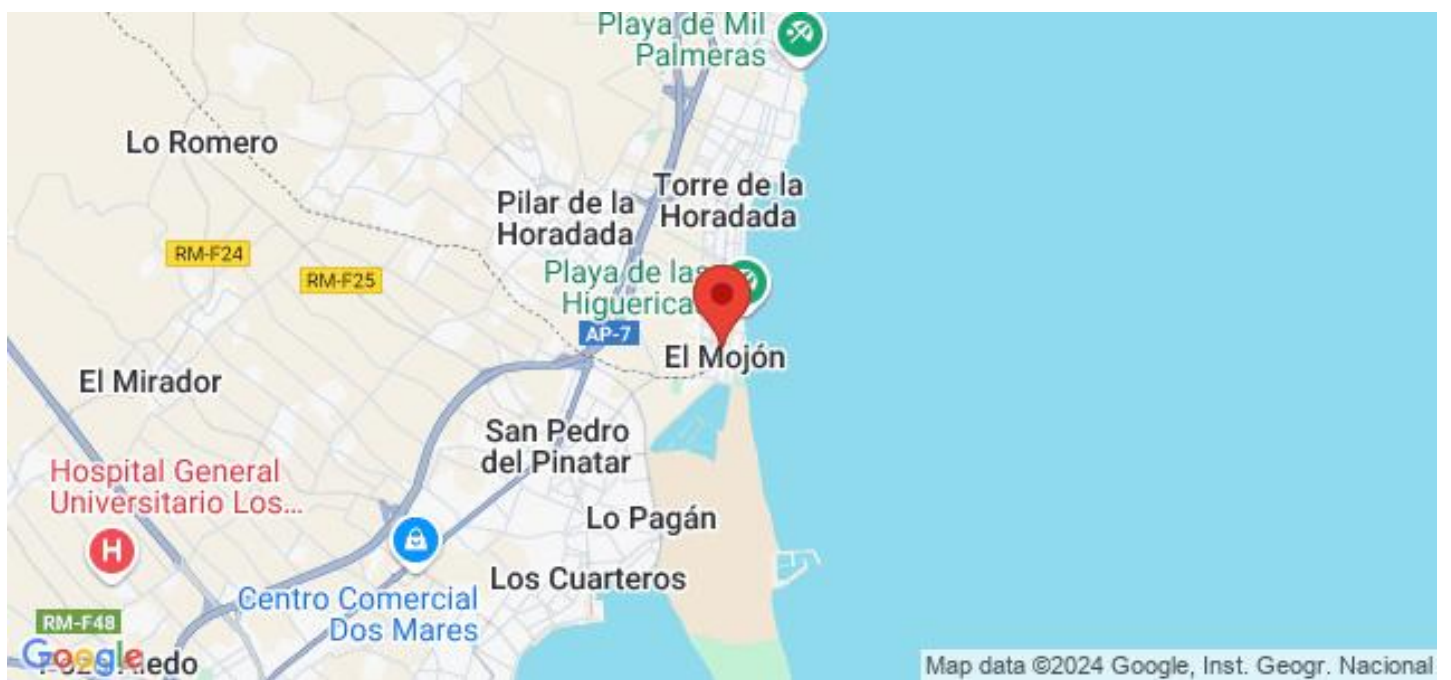 Playa de Mil
Palmeras
Lo Romero
Torre de la
Horadada
Pilar de la
Horadada
RM-F24
RM-F25
Playa de las
AP-7
El Mojón
El Mirador
San Pedro
del Pinatar
Hospital General
Universitario Los...
Lo Pagán
H
Los Cuarteros
Centro Comercial
Dos Mares
RM-F48
Google
Map data ©2024 Google, Inst. Geogr. Nacional